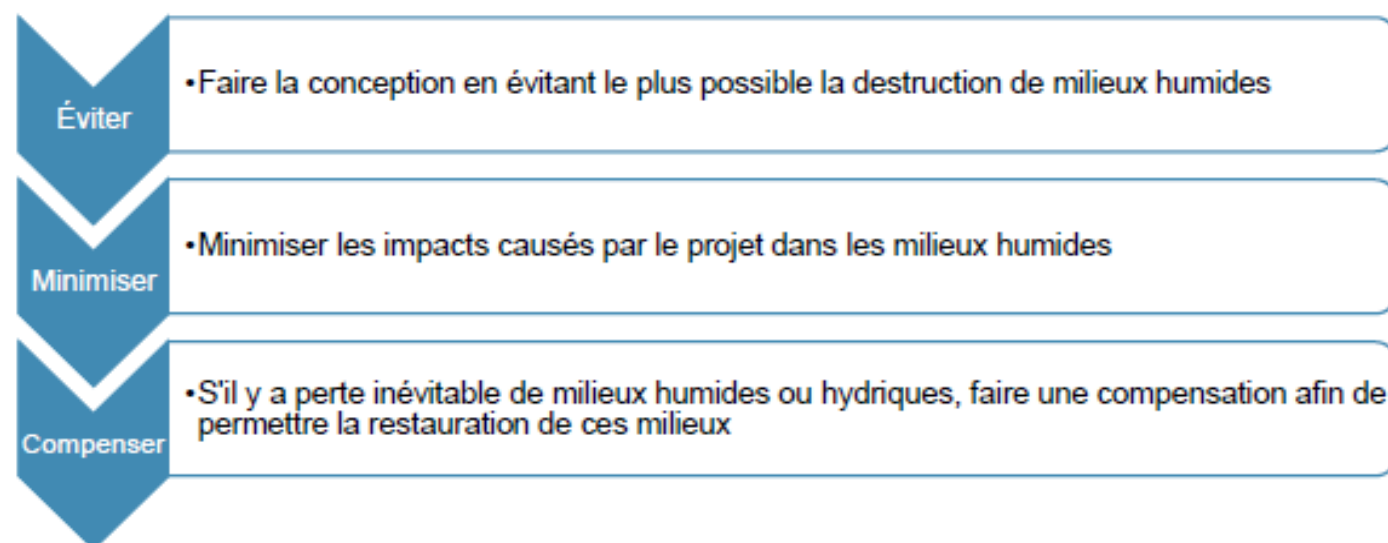 Éviter
•Faire la conception en évitant le plus possible la destruction de milieux humides
Minimiser
•Minimiser les impacts causés par le projet dans les milieux humides
Compenser
•S'il y a perte inévitable de milieux humides ou hydriques, faire une compensation afin de
permettre la restauration de ces milieux